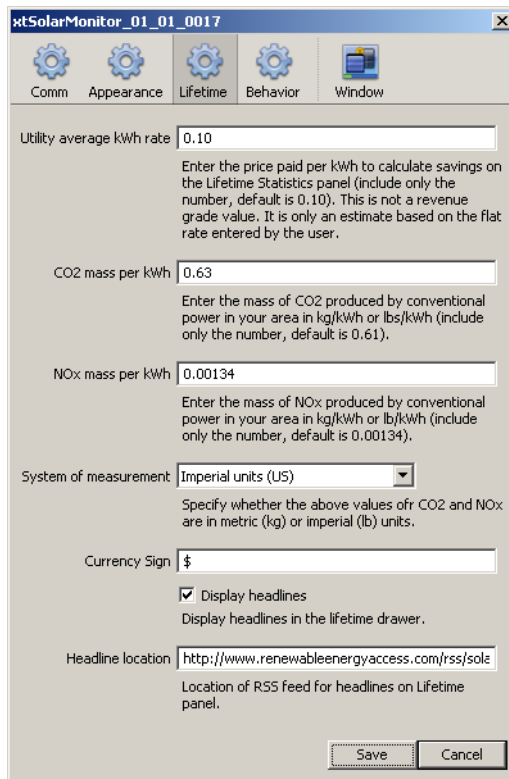 xtSolarMonitor_01_01_0017
Comm Appearance Lifetime Behavior Window
Utility average kWh rate 0.10
Enter the price paid per kWh to calculate savings on
the Lifetime Statistics panel (include only the
number, default is 0.10). This is not a revenue
grade value. It is only an estimate based on the flat
rate entered by the user.
CO2 mass per kWh 0.63
Enter the mass of CO2 produced by conventional
power in your area in kg/kWh or lbs/kWh (include
only the number, default is 0.61).
NOx mass per kWh 0.00134
Enter the mass of NOx produced by conventional
power in your area in kg/kWh or lb/kWh (include
only the number, default is 0.00134).
System of measurement Imperial units (US)
Specify whether the above values ofr CO2 and NOx
are in metric (kg) or imperial (lb) units.
Currency Sign $
Display headlines
Display headlines in the lifetime drawer.
Headline location http://www.renewableenergyaccess.com/rss/sola
Location of RSS feed for headlines on Lifetime
panel.
Save Cancel